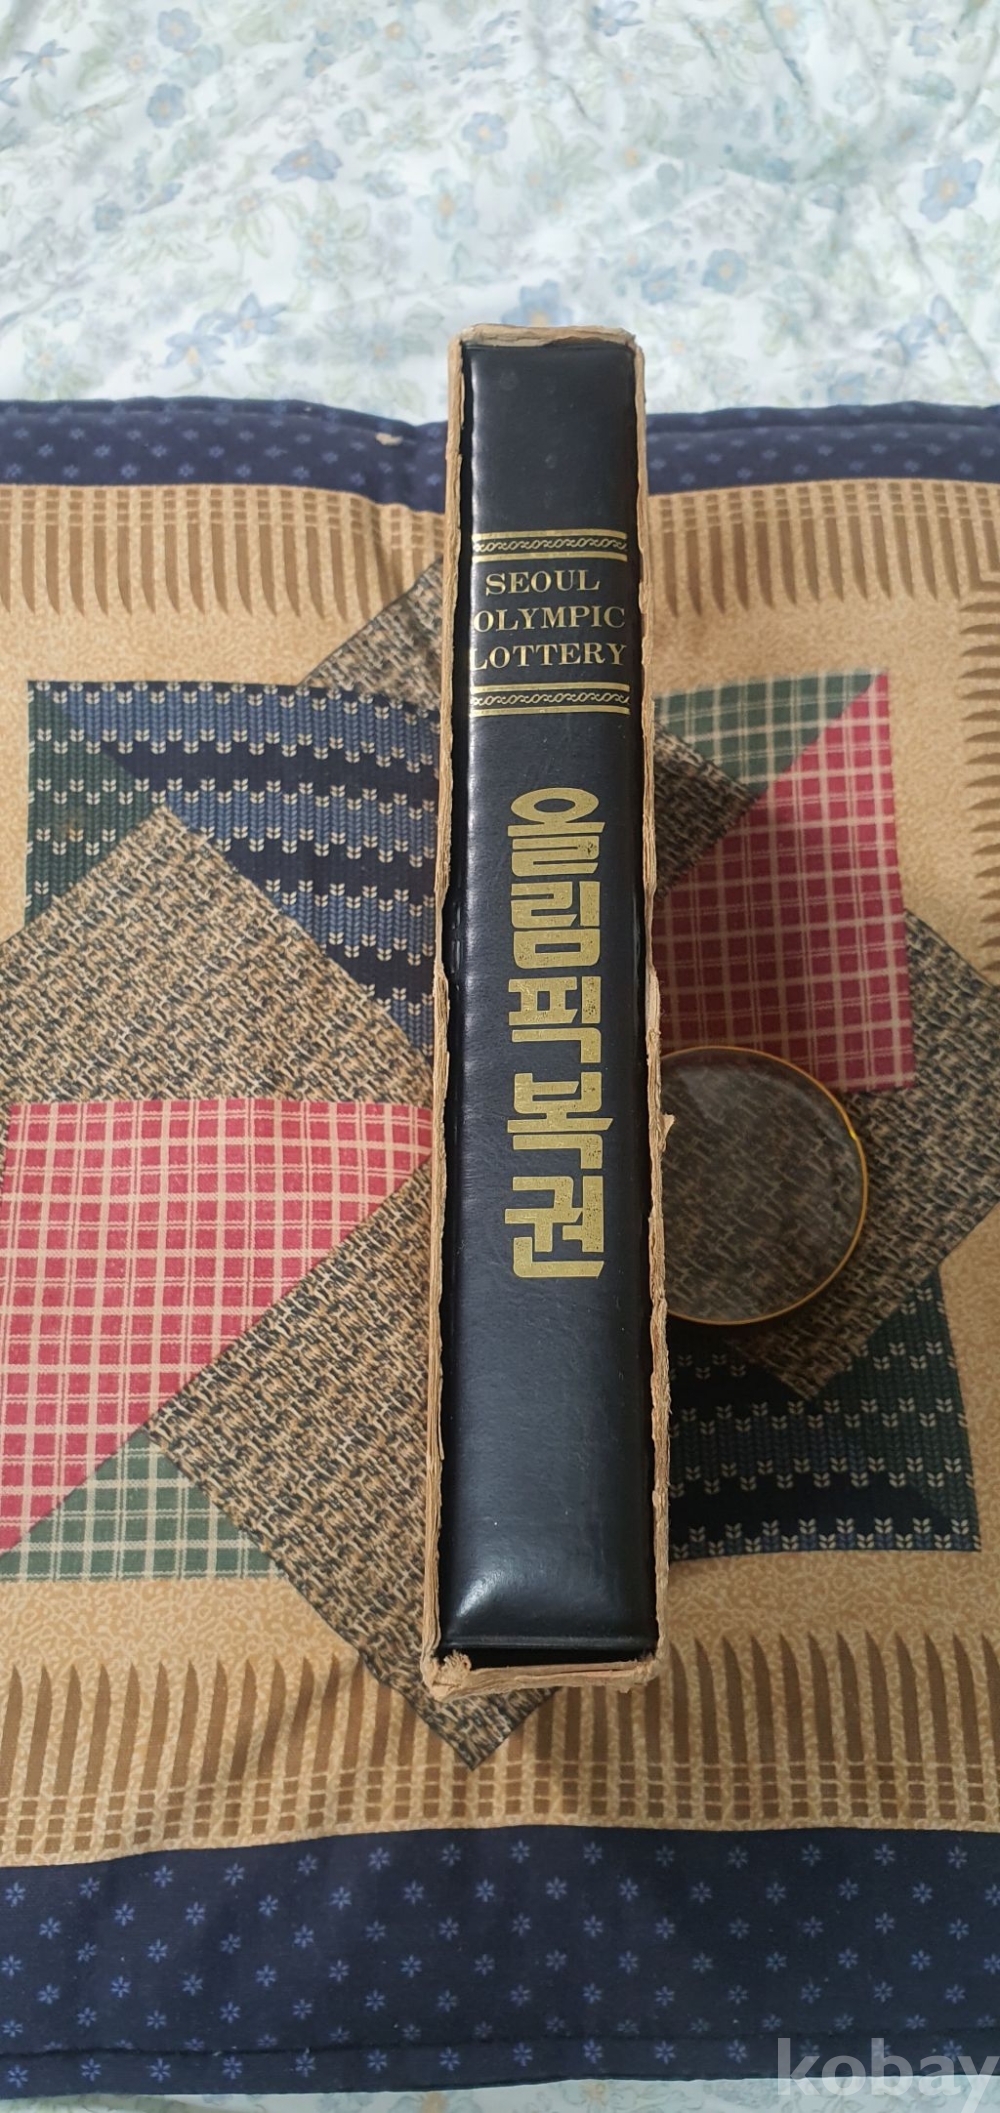 SEOUL
OLYMPIC
LOTTERY
올림픽 복권
kobay